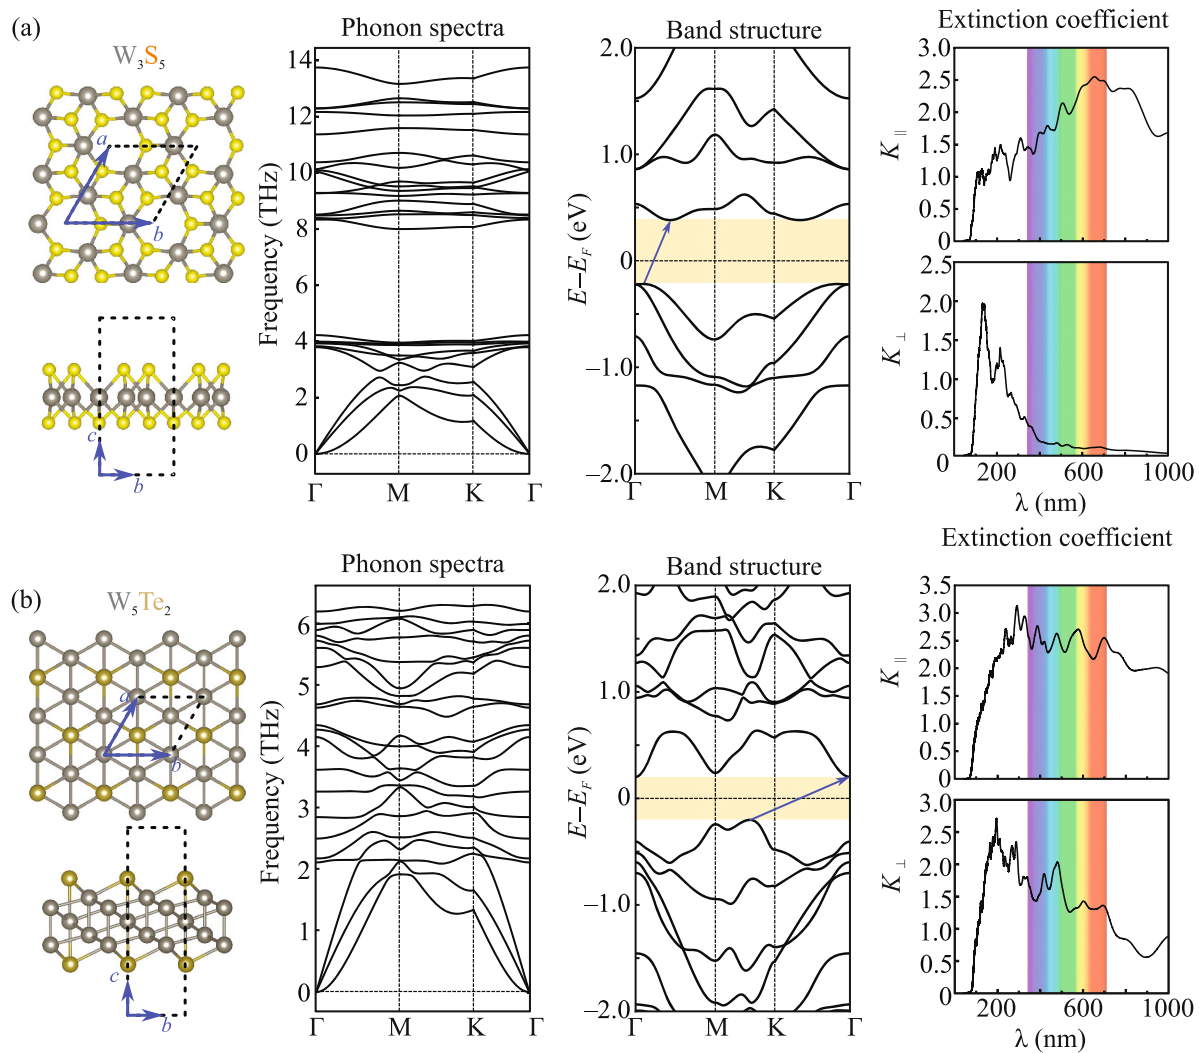 (a)
W₃S₅
a
b
c
b
Phonon spectra
Frequency (THz)
14
12
10
8
6
4
2
0
Γ M K Γ
Band structure
E–E_F (eV)
2.0
1.0
0
−1.0
−2.0
Γ M K Γ
Extinction coefficient
K∥
3.0
2.5
2.0
1.5
1.0
0.5
0
K⊥
2.5
2.0
1.5
1.0
0.5
0
200 600 1000
λ (nm)
(b)
W₅Te₂
a
b
c
b
Phonon spectra
Frequency (THz)
6
5
4
3
2
1
0
Γ M K Γ
Band structure
E–E_F (eV)
2.0
1.0
0
−1.0
−2.0
Γ M K Γ
Extinction coefficient
K∥
3.5
3.0
2.5
2.0
1.5
1.0
0.5
0
K⊥
3.0
2.5
2.0
1.5
1.0
0.5
0
200 600 1000
λ (nm)